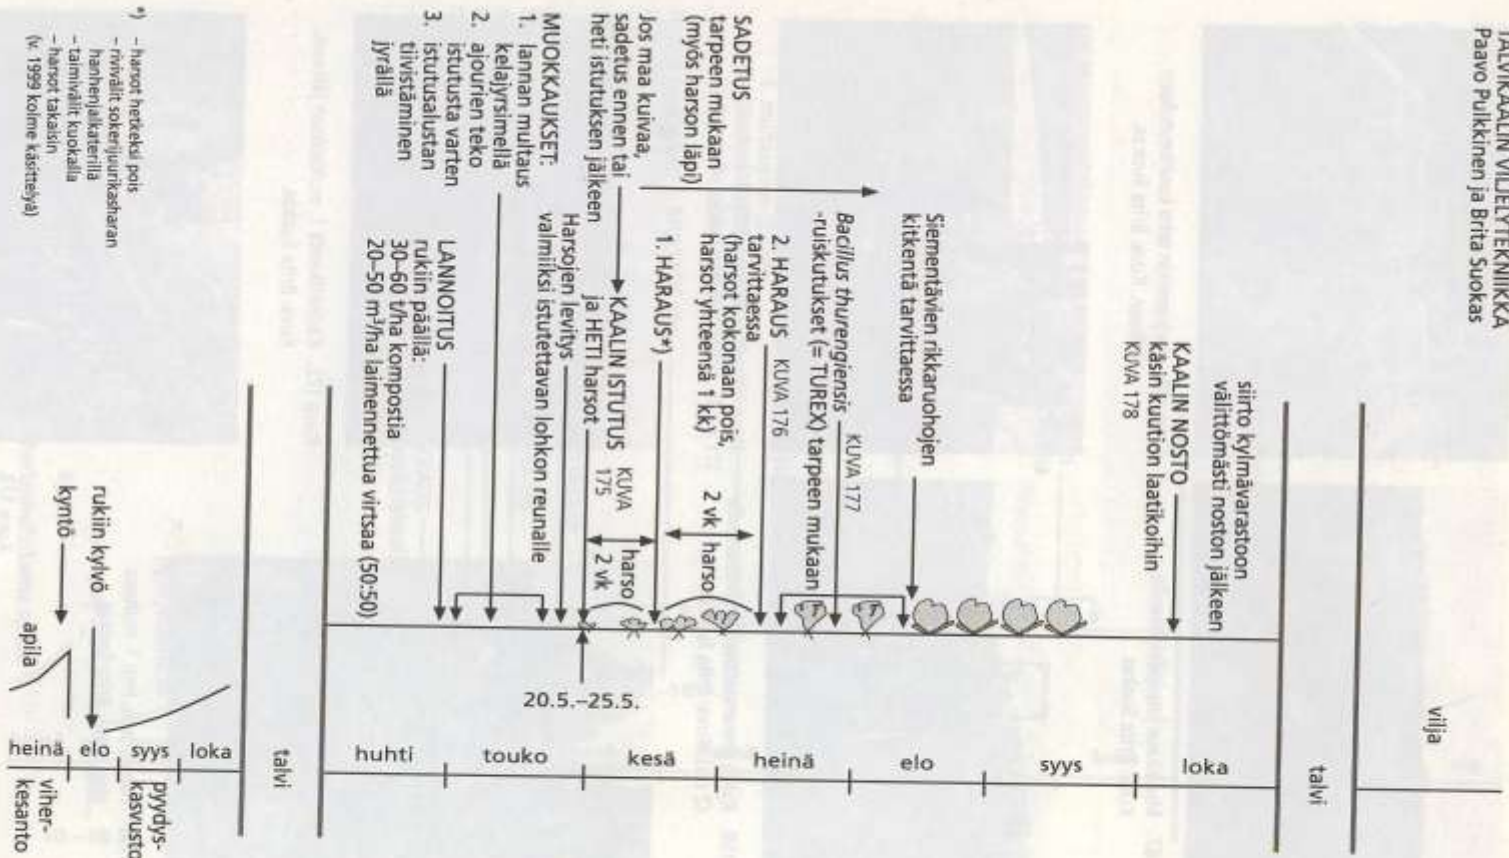 TALVIKAALIN VILJELYTEKNIIKKA
Paavo Pulkkinen ja Brita Suokas
SADETUS
tarpeen mukaan
(myös harson läpi)
Jos maa kuivaa,
sadetus ennen tai
heti istutuksen jälkeen
MUOKKAUKSET:
1. lannan multaus
kelajyrsimellä
2. ajourien teko
istutusta varten
3. istutusalustan
tiivistäminen
jyrällä
*) – harsot hetkeksi pois
– rivivälit sokerijuurikasharan
hanhenjalkaterilla
– taimivälit kuokalla
– harsot takaisin
(v. 1999 kolme käsittelyä)
kyntö
rukiin kylvö
apila
LANNOITUS
rukiin päällä:
30–60 t/ha kompostia
20–50 m³/ha laimennettua virtsaa (50:50)
Harsojen levitys
valmiiksi istutettavan lohkon reunalle
KAALIN ISTUTUS
ja HETI harsot
KUVA
175
harso
2 vk
1. HARAUS*)
2 vk harso
2. HARAUS KUVA 176
tarvittaessa
(harsot kokonaan pois,
harsot yhteensä 1 kk)
Bacillus thurengiensis KUVA 177
-ruiskutukset (= TUREX) tarpeen mukaan
Siementävien rikkaruohojen
kitkentä tarvittaessa
KAALIN NOSTO
käsin kuution laatikoihin
KUVA 178
siirto kylmävarastoon
välittömästi noston jälkeen
20.5.–25.5.
heinä
elo
syys
loka
viher-
kesanto
pyydys-
kasvusto
talvi
huhti
touko
kesä
heinä
elo
syys
loka
talvi
vilja